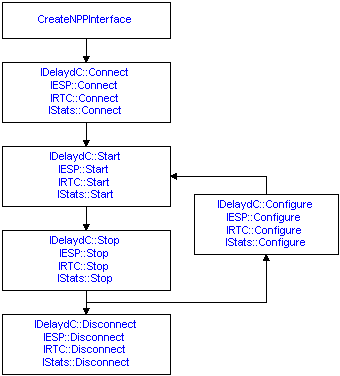 CreateNPPInterface
IDelaydC::Connect
IESP::Connect
IRTC::Connect
IStats::Connect
IDelaydC::Start
IESP::Start
IRTC::Start
IStats::Start
IDelaydC::Configure
IESP::Configure
IRTC::Configure
IStats::Configure
IDelaydC::Stop
IESP::Stop
IRTC::Stop
IStats::Stop
IDelaydC::Disconnect
IESP::Disconnect
IRTC::Disconnect
IStats::Disconnect